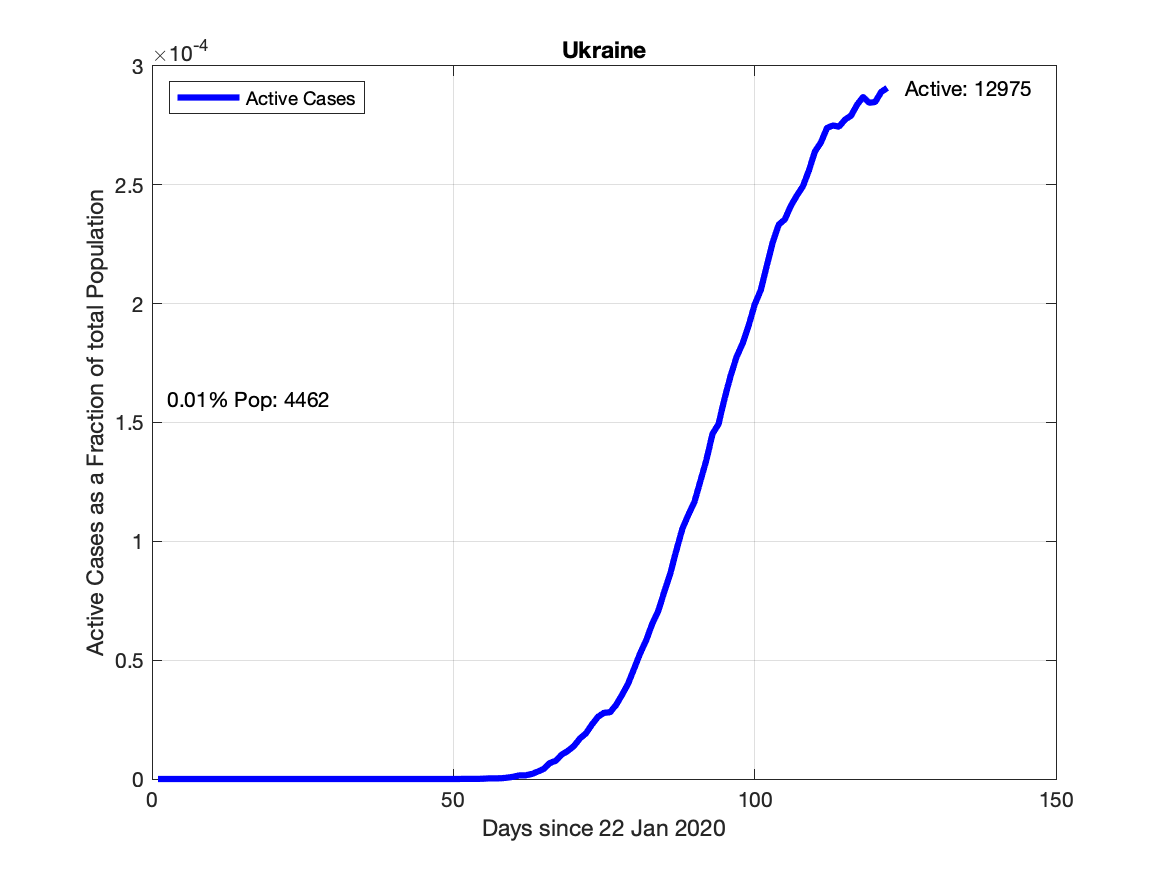 Ukraine
×10-4
3
2.5
2
1.5
1
0.5
0
0
50
100
150
Active Cases
Active: 12975
0.01% Pop: 4462
Active Cases as a Fraction of total Population
Days since 22 Jan 2020